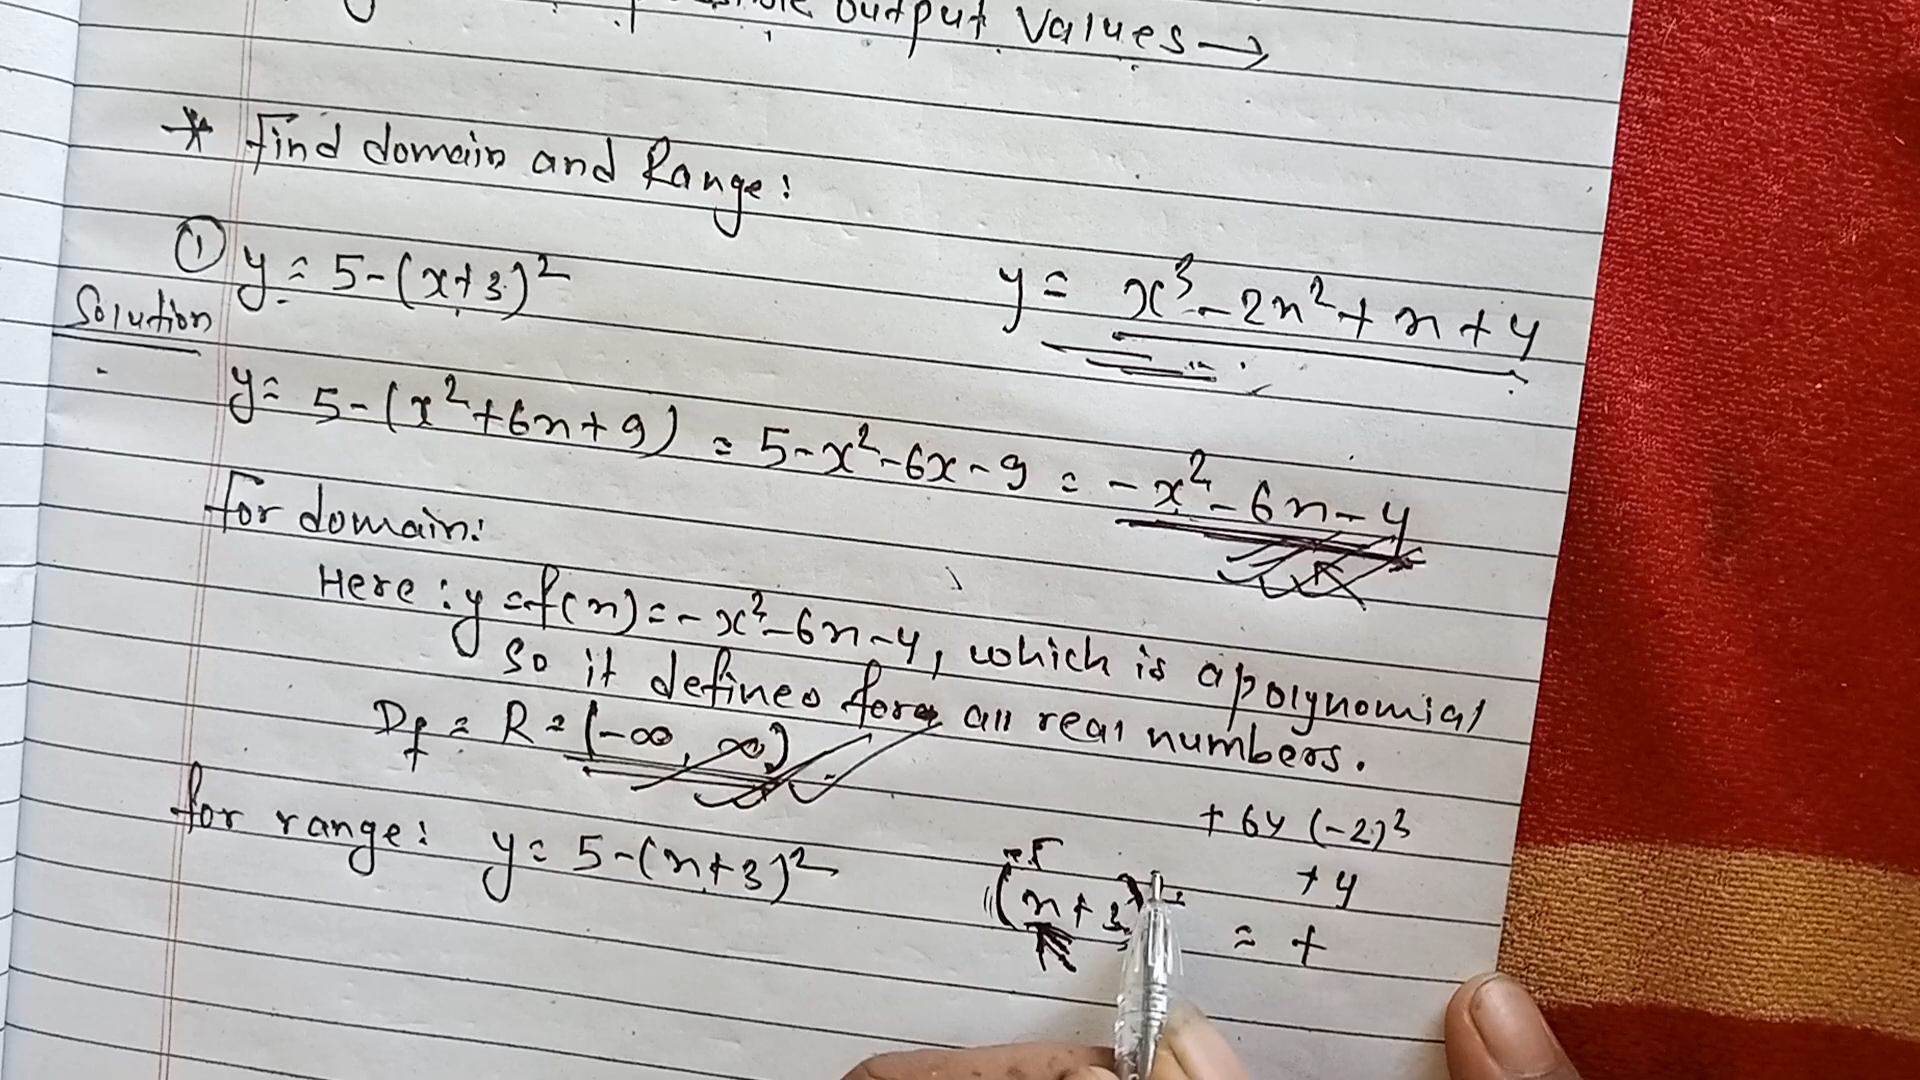 output values →
* Find domain and Range:
① y = 5-(x+3)²
y = x³-2x²+x+4
Solution
y = 5-(x²+6x+9) = 5-x²-6x-9 = -x²-6x-4
For domain:
Here: y = f(x) = -x²-6x-4, which is a polynomial
So it defines for all real numbers.
Df = R = (-∞, ∞)
for range: y = 5-(x+3)²
+ 64 (-2)³
+ 4
-5
(x+3)
= +